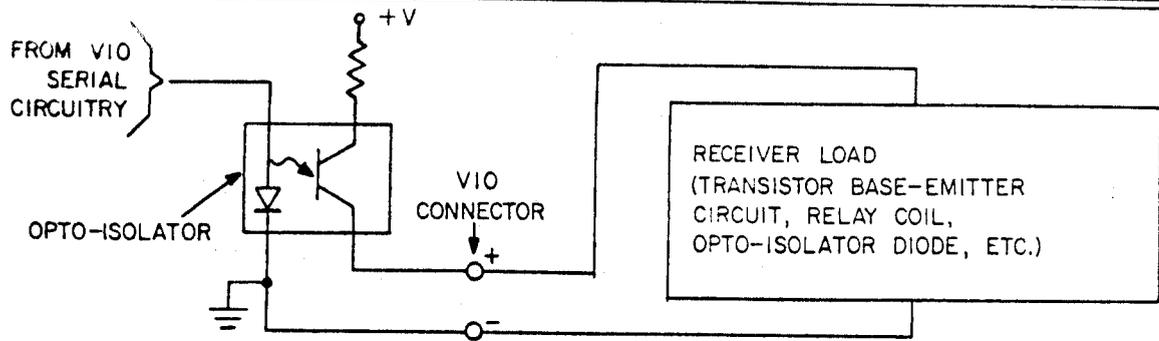 +V
FROM VIO
SERIAL
CIRCUITRY
OPTO-ISOLATOR
VIO
CONNECTOR
+
-
RECEIVER LOAD
(TRANSISTOR BASE-EMITTER
CIRCUIT, RELAY COIL,
OPTO-ISOLATOR DIODE, ETC.)